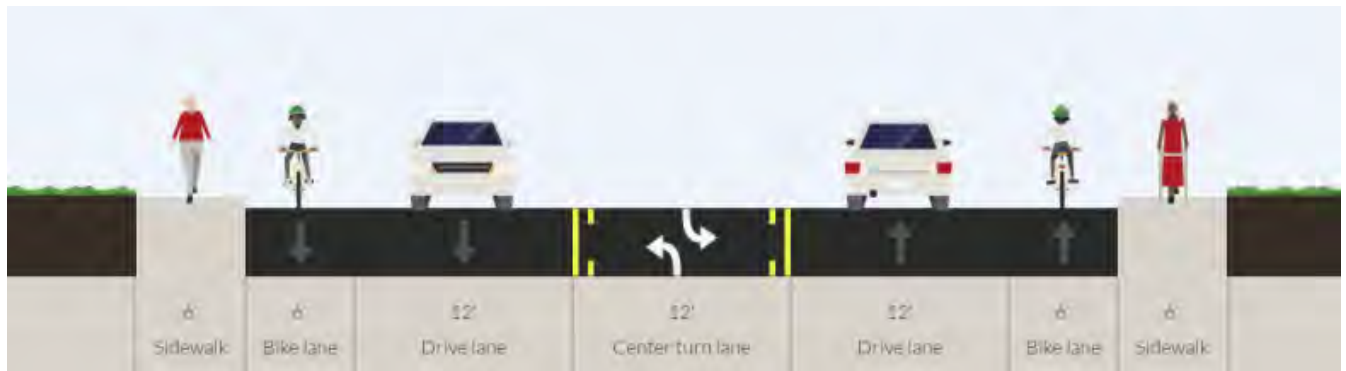 6'
Sidewalk
6'
Bike lane
12'
Drive lane
12'
Center turn lane
12'
Drive lane
6'
Bike lane
6'
Sidewalk